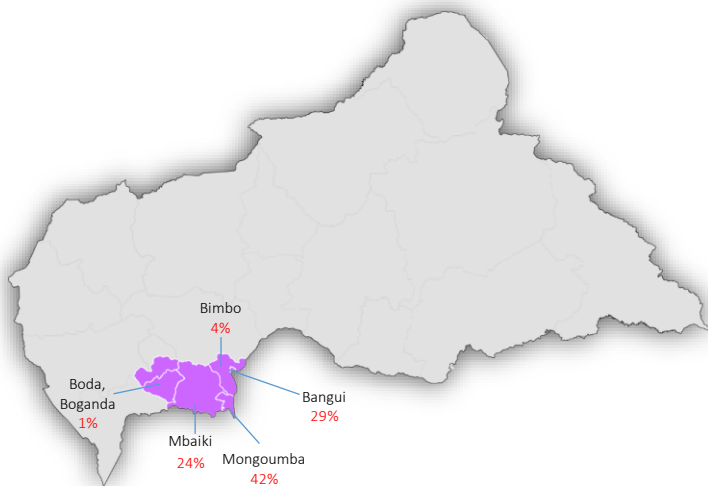 Bimbo
4%
Boda,
Boganda
1%
Bangui
29%
Mbaiki
24%
Mongoumba
42%